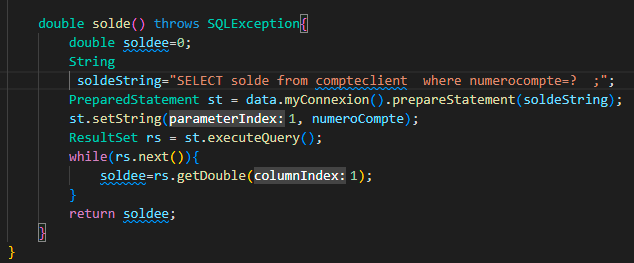 double solde() throws SQLException{
double soldee=0;
String
soldeString="SELECT solde from compteclient  where numerocompte=?  ;";
PreparedStatement st = data.myConnexion().prepareStatement(soldeString);
st.setString(parameterIndex:1, numeroCompte);
ResultSet rs = st.executeQuery();
while(rs.next()){
soldee=rs.getDouble(columnIndex:1);
}
return soldee;
}
}